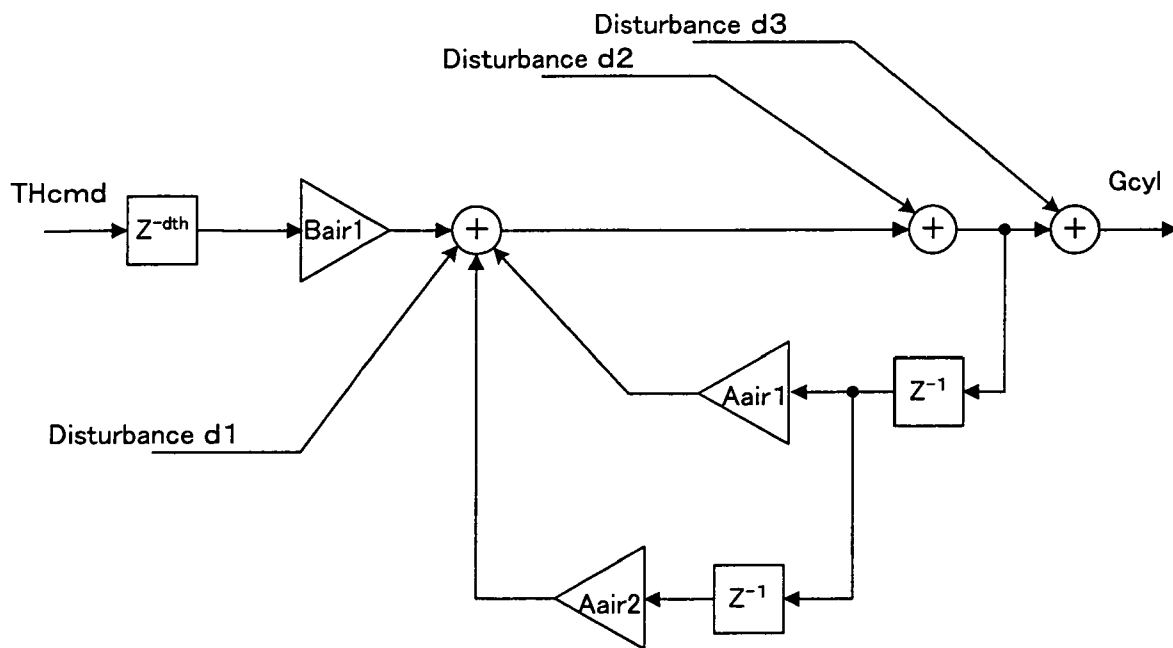 Disturbance d3
Disturbance d2
THcmd
Gcyl
Z⁻ᵈᵗʰ
Bair1
+
+
+
Aair1
Z⁻¹
Disturbance d1
Aair2
Z⁻¹